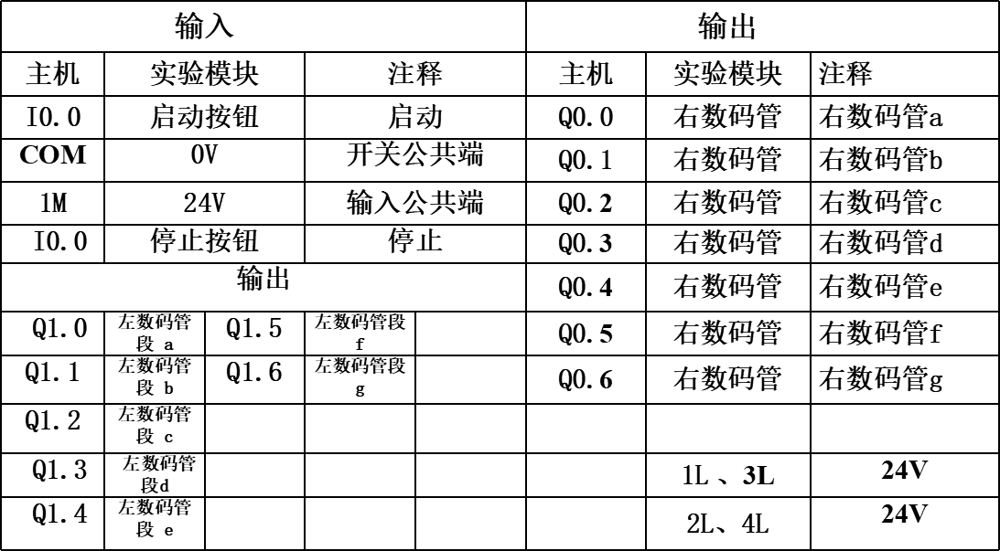 输入 输出
主机 实验模块 注释 主机 实验模块 注释
I0.0 启动按钮 启动 Q0.0 右数码管 右数码管a
COM 0V 开关公共端 Q0.1 右数码管 右数码管b
1M 24V 输入公共端 Q0.2 右数码管 右数码管c
I0.0 停止按钮 停止 Q0.3 右数码管 右数码管d
输出 Q0.4 右数码管 右数码管e
Q1.0 左数码管段 a Q1.5 左数码管段 f Q0.5 右数码管 右数码管f
Q1.1 左数码管段 b Q1.6 左数码管段 g Q0.6 右数码管 右数码管g
Q1.2 左数码管段 c
Q1.3 左数码管段d 1L 、3L 24V
Q1.4 左数码管段 e 2L、4L 24V